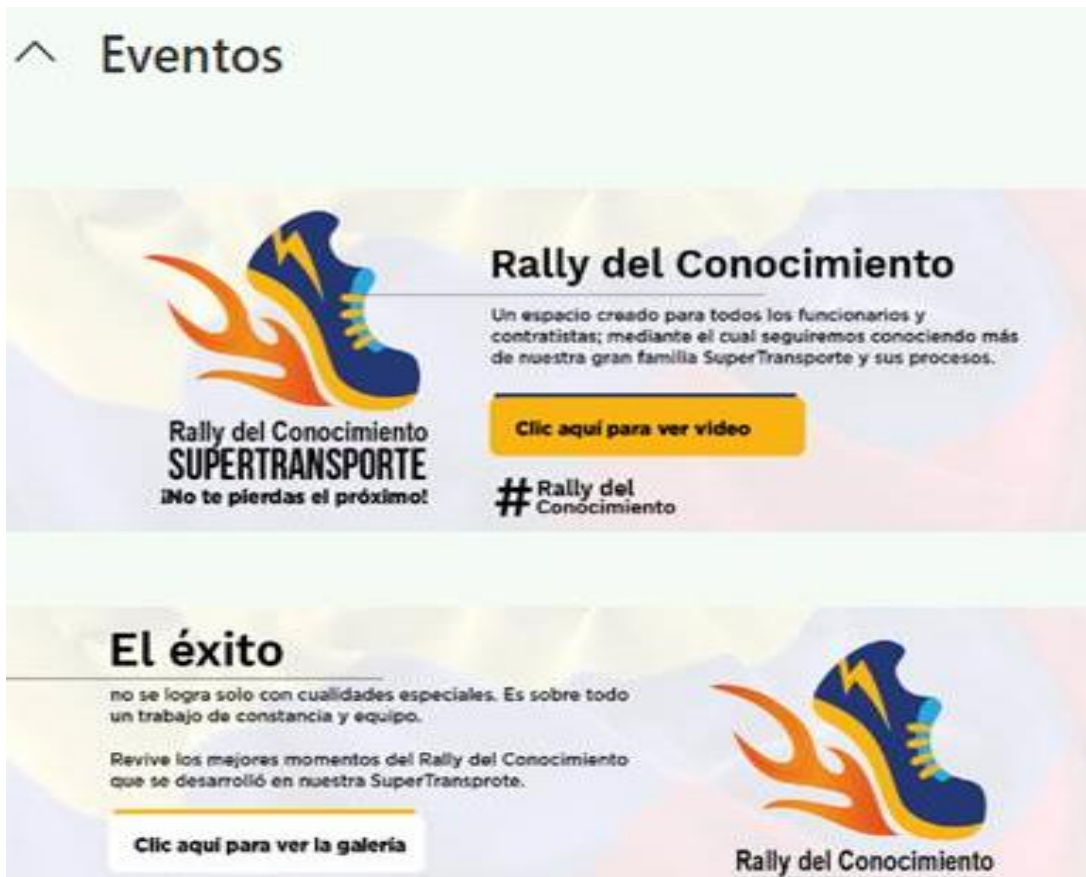 Eventos
Rally del Conocimiento
SUPERTRANSPORTE
¡No te pierdas el próximo!
Rally del Conocimiento
Un espacio creado para todos los funcionarios y
contratistas; mediante el cual seguiremos conociendo más
de nuestra gran familia SuperTransporte y sus procesos.
Clic aquí para ver video
# Rally del
Conocimiento
El éxito
no se logra solo con cualidades especiales. Es sobre todo
un trabajo de constancia y equipo.
Revive los mejores momentos del Rally del Conocimiento
que se desarrolló en nuestra SuperTransprote.
Clic aquí para ver la galería
Rally del Conocimiento